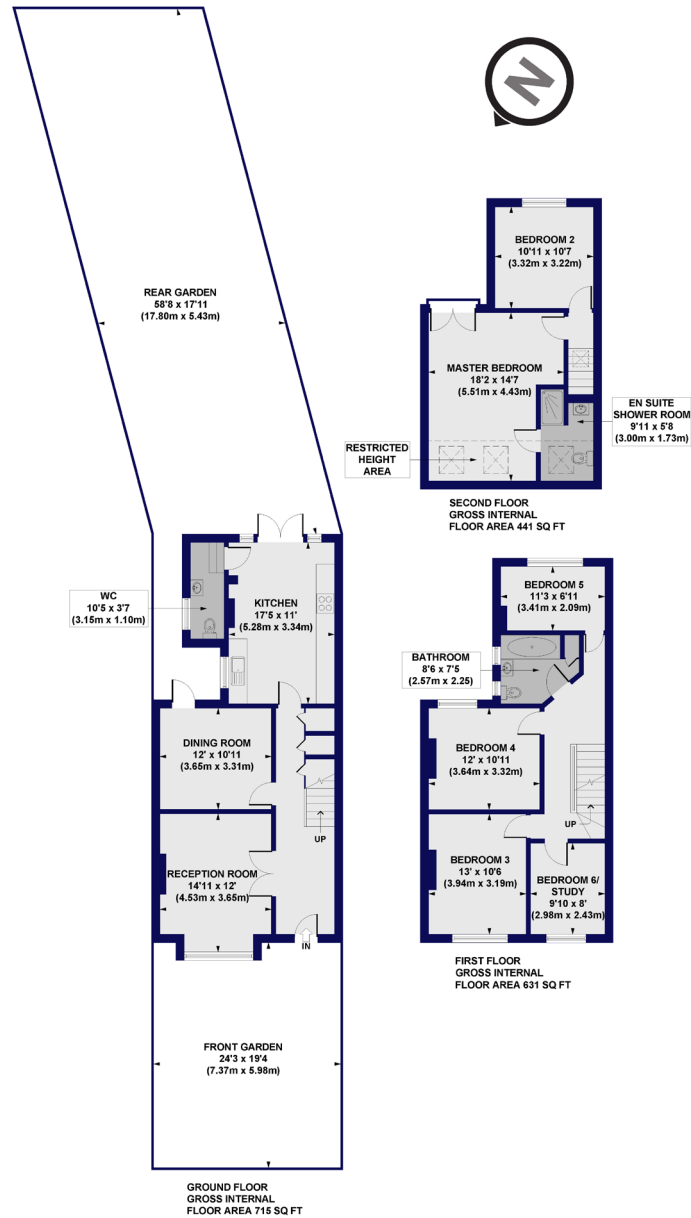 N
REAR GARDEN
58'8 x 17'11
(17.80m x 5.43m)
BEDROOM 2
10'11 x 10'7
(3.32m x 3.22m)
MASTER BEDROOM
18'2 x 14'7
(5.51m x 4.43m)
EN SUITE
SHOWER ROOM
9'11 x 5'8
(3.00m x 1.73m)
RESTRICTED
HEIGHT
AREA
SECOND FLOOR
GROSS INTERNAL
FLOOR AREA 441 SQ FT
WC
10'5 x 3'7
(3.15m x 1.10m)
KITCHEN
17'5 x 11'
(5.28m x 3.34m)
DINING ROOM
12' x 10'11
(3.65m x 3.31m)
UP
RECEPTION ROOM
14'11 x 12'
(4.53m x 3.65m)
IN
FRONT GARDEN
24'3 x 19'4
(7.37m x 5.98m)
GROUND FLOOR
GROSS INTERNAL
FLOOR AREA 715 SQ FT
BEDROOM 5
11'3 x 6'11
(3.41m x 2.09m)
BATHROOM
8'6 x 7'5
(2.57m x 2.25)
BEDROOM 4
12' x 10'11
(3.64m x 3.32m)
UP
BEDROOM 3
13' x 10'6
(3.94m x 3.19m)
BEDROOM 6/
STUDY
9'10 x 8'
(2.98m x 2.43m)
FIRST FLOOR
GROSS INTERNAL
FLOOR AREA 631 SQ FT